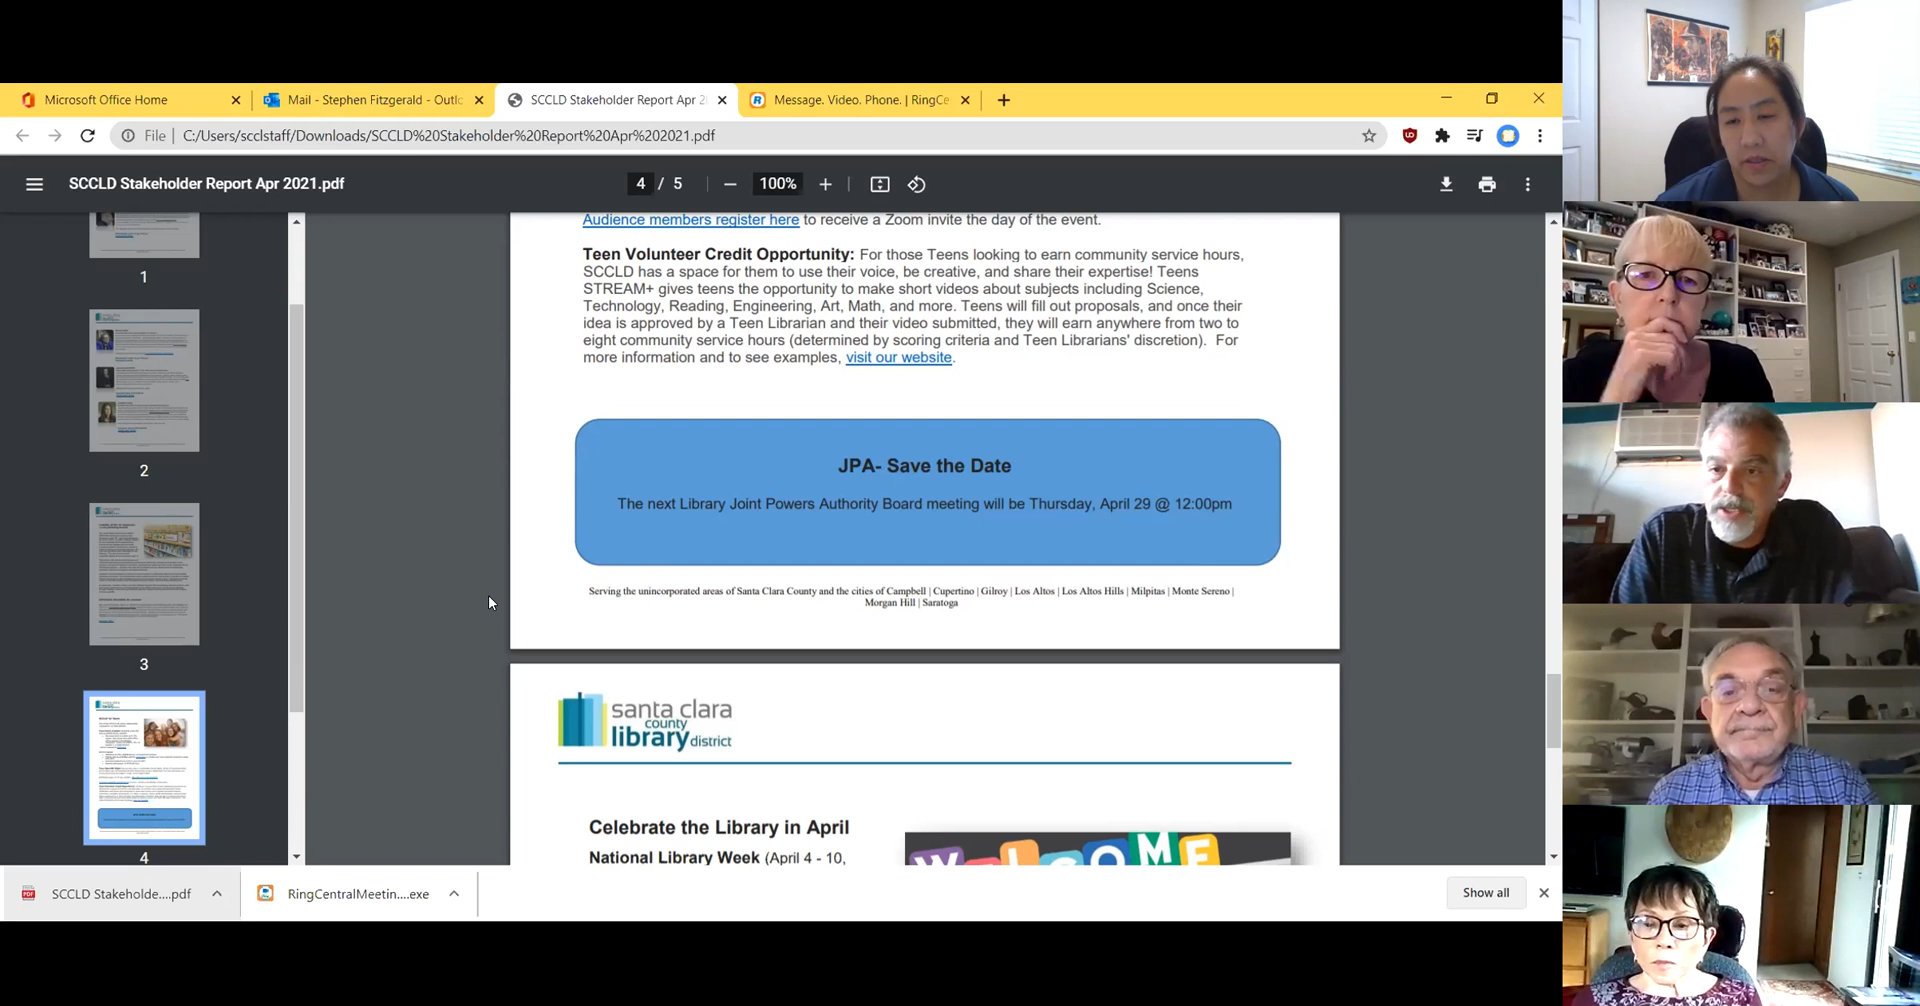 Microsoft Office Home
Mail - Stephen Fitzgerald - Outlo
SCCLD Stakeholder Report Apr 2
Message. Video. Phone. | RingCe
File
C:/Users/scclstaff/Downloads/SCCLD%20Stakeholder%20Report%20Apr%202021.pdf
SCCLD Stakeholder Report Apr 2021.pdf
4 / 5
100%
1
2
3
4
Audience members register here to receive a Zoom invite the day of the event.
Teen Volunteer Credit Opportunity: For those Teens looking to earn community service hours,
SCCLD has a space for them to use their voice, be creative, and share their expertise! Teens
STREAM+ gives teens the opportunity to make short videos about subjects including Science,
Technology, Reading, Engineering, Art, Math, and more. Teens will fill out proposals, and once their
idea is approved by a Teen Librarian and their video submitted, they will earn anywhere from two to
eight community service hours (determined by scoring criteria and Teen Librarians' discretion). For
more information and to see examples, visit our website.
JPA- Save the Date
The next Library Joint Powers Authority Board meeting will be Thursday, April 29 @ 12:00pm
Serving the unincorporated areas of Santa Clara County and the cities of Campbell | Cupertino | Gilroy | Los Altos | Los Altos Hills | Milpitas | Monte Sereno |
Morgan Hill | Saratoga
santa clara
county
library district
Celebrate the Library in April
National Library Week (April 4 - 10,
WELCOME
SCCLD Stakeholde....pdf
RingCentralMeetin....exe
Show all